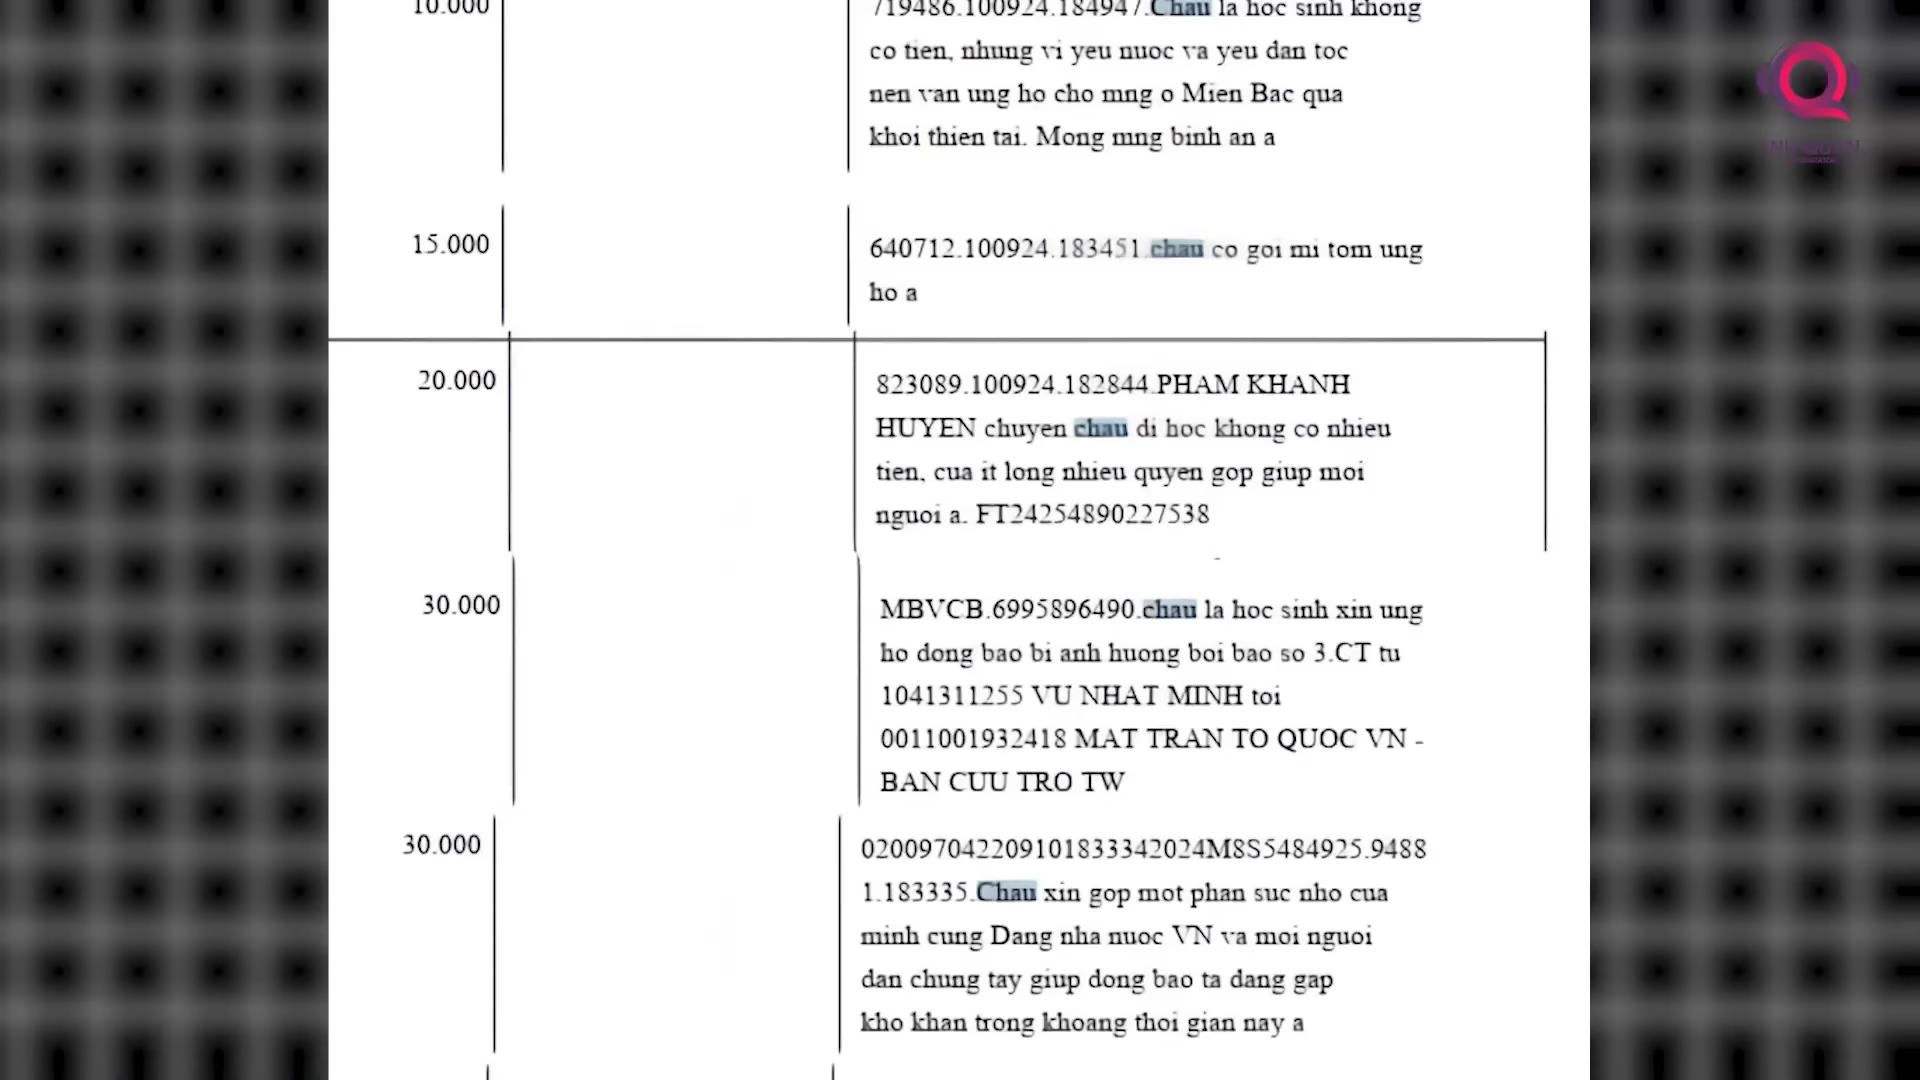 10.000
719486.100924.184947.Chau la hoc sinh khong
co tien, nhung vi yeu nuoc va yeu dan toc
nen van ung ho cho mng o Mien Bac qua
khoi thien tai. Mong mng binh an a
15.000
640712.100924.183451.chau co goi mi tom ung
ho a
20.000
823089.100924.182844.PHAM KHANH
HUYEN chuyen chau di hoc khong co nhieu
tien, cua it long nhieu quyen gop giup moi
nguoi a. FT24254890227538
30.000
MBVCB.6995896490.chau la hoc sinh xin ung
ho dong bao bi anh huong boi bao so 3.CT tu
1041311255 VU NHAT MINH toi
0011001932418 MAT TRAN TO QUOC VN -
BAN CUU TRO TW
30.000
020097042209101833342024M8S5484925.9488
1.183335.Chau xin gop mot phan suc nho cua
minh cung Dang nha nuoc VN va moi nguoi
dan chung tay giup dong bao ta dang gap
kho khan trong khoang thoi gian nay a